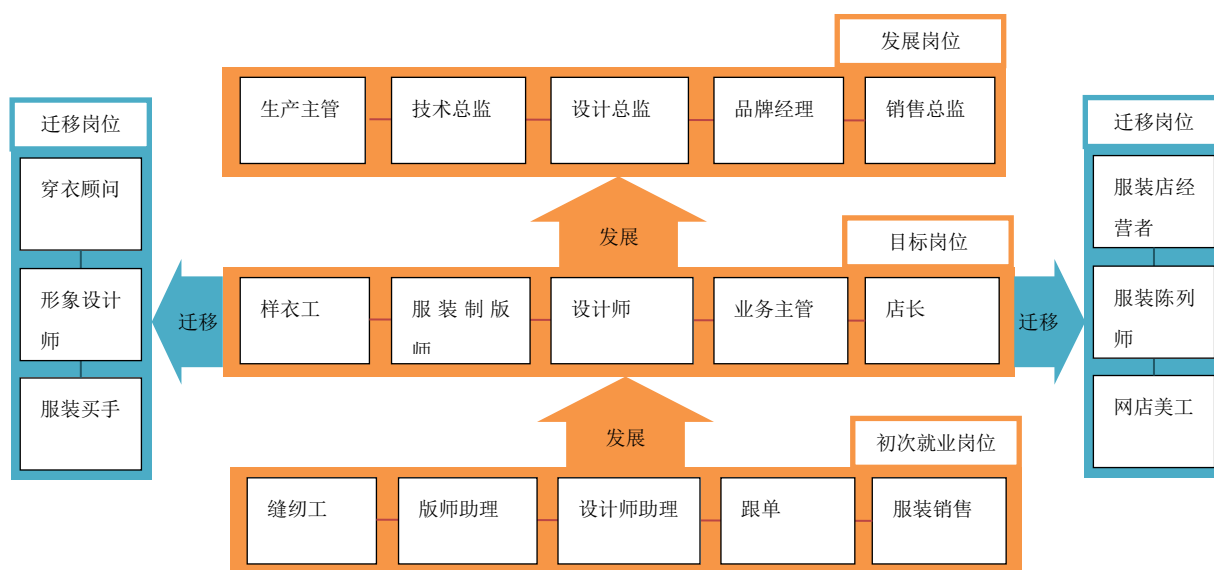 发展岗位
生产主管
技术总监
设计总监
品牌经理
销售总监
迁移岗位
穿衣顾问
形象设计
师
服装买手
迁移岗位
服装店经
营者
服装陈列
师
网店美工
发展
目标岗位
迁移
样衣工
服装制版
师
设计师
业务主管
店长
迁移
发展
初次就业岗位
缝纫工
版师助理
设计师助理
跟单
服装销售